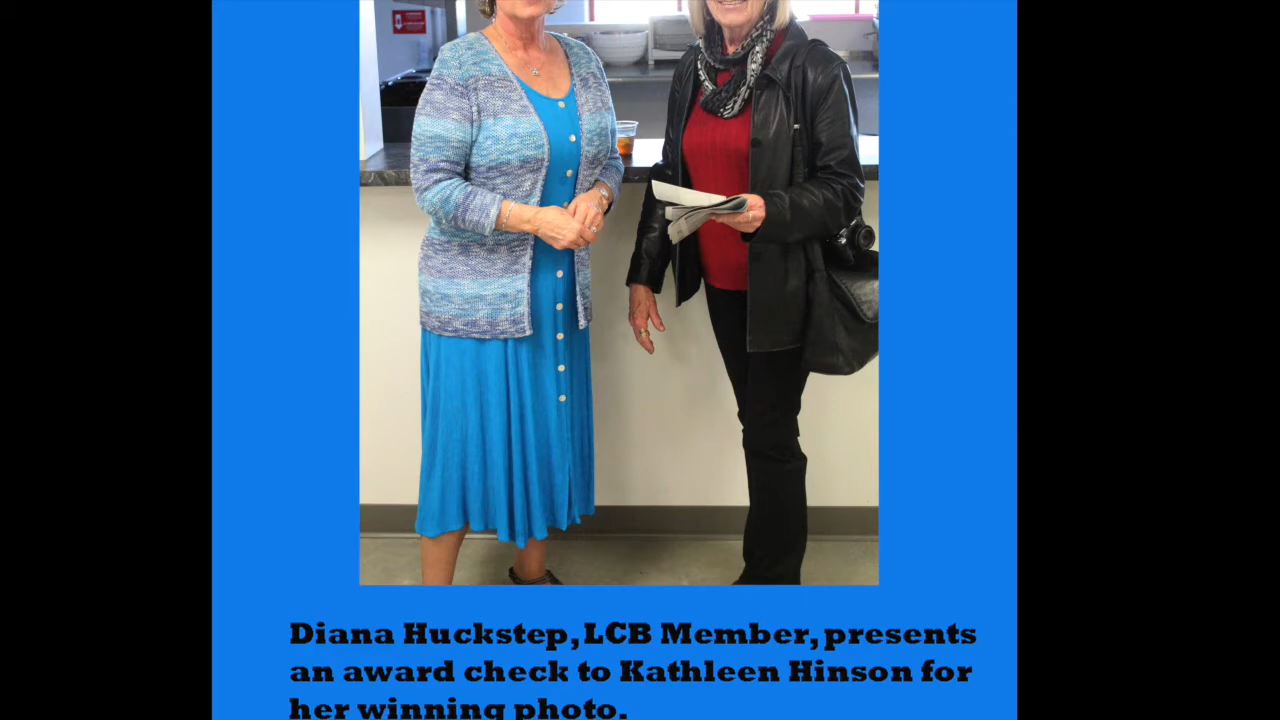 Diana Huckstep, LCB Member, presents
an award check to Kathleen Hinson for
her winning photo.